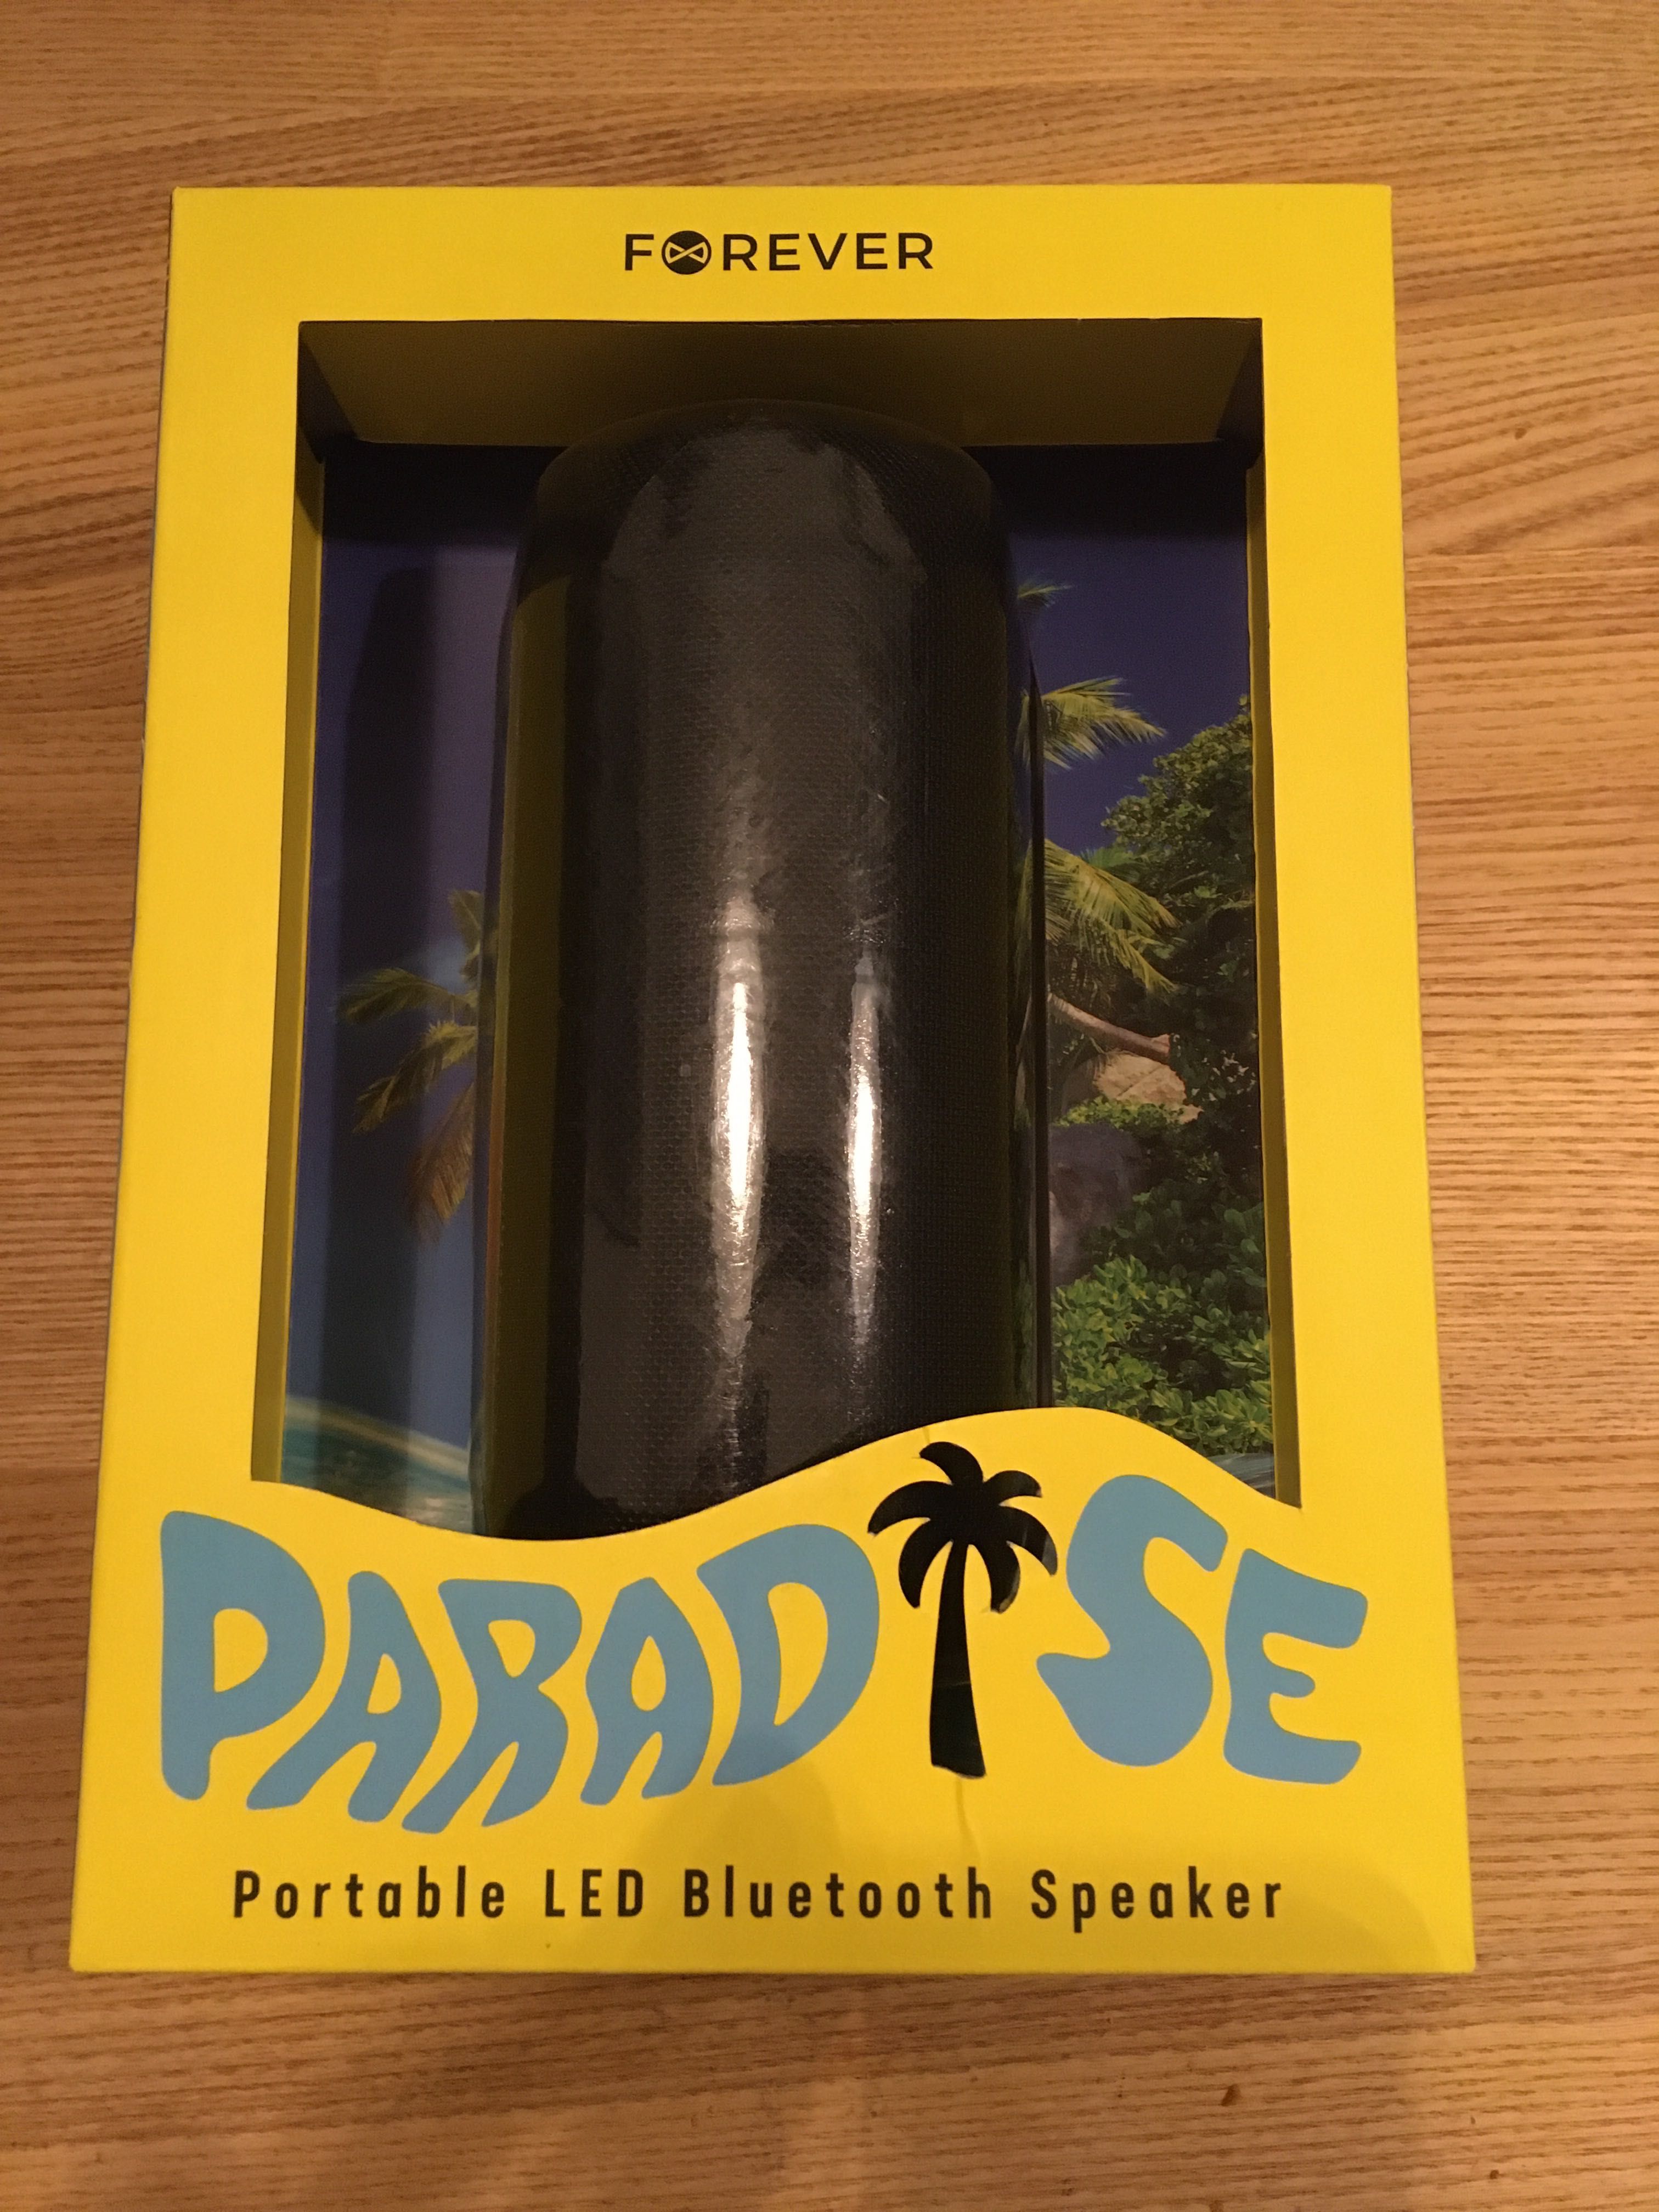 FOREVER
PARADISE
Portable LED Bluetooth Speaker